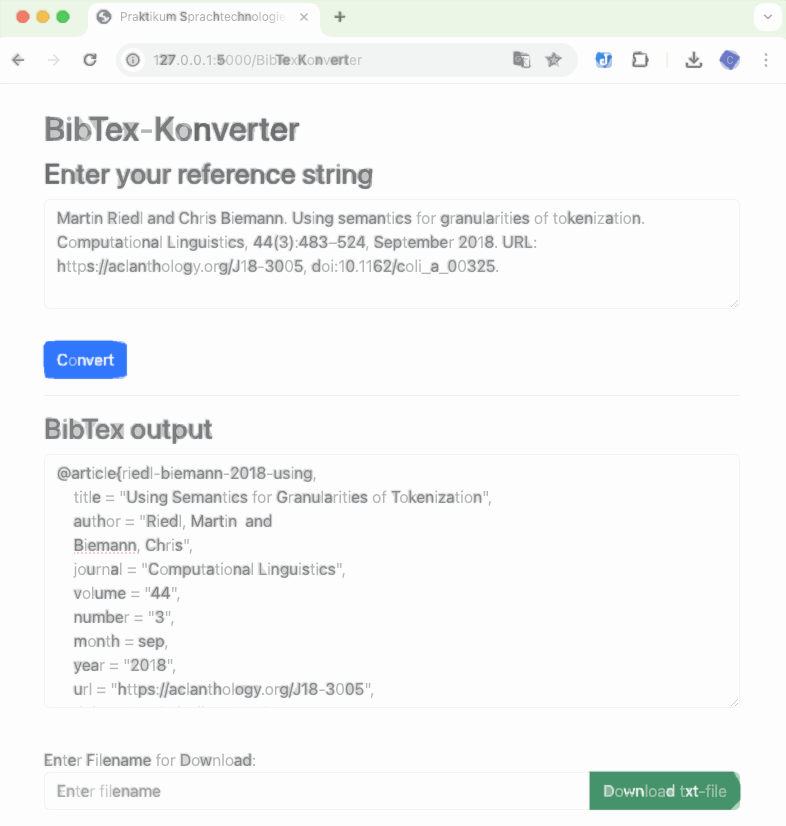 Praktikum Sprachtechnologie
127.0.0.1:5000/BibTexKonverter
BibTex-Konverter
Enter your reference string
Martin Riedl and Chris Biemann. Using semantics for granularities of tokenization.
Computational Linguistics, 44(3):483–524, September 2018. URL:
https://aclanthology.org/J18-3005, doi:10.1162/coli_a_00325.
Convert
BibTex output
@article{riedl-biemann-2018-using,
title = "Using Semantics for Granularities of Tokenization",
author = "Riedl, Martin and
Biemann, Chris",
journal = "Computational Linguistics",
volume = "44",
number = "3",
month = sep,
year = "2018",
url = "https://aclanthology.org/J18-3005",
Enter Filename for Download:
Enter filename
Download txt-file